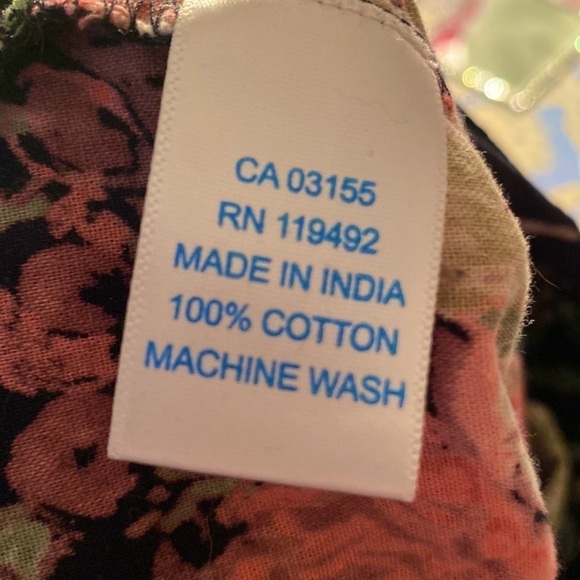 CA 03155
RN 119492
MADE IN INDIA
100% COTTON
MACHINE WASH